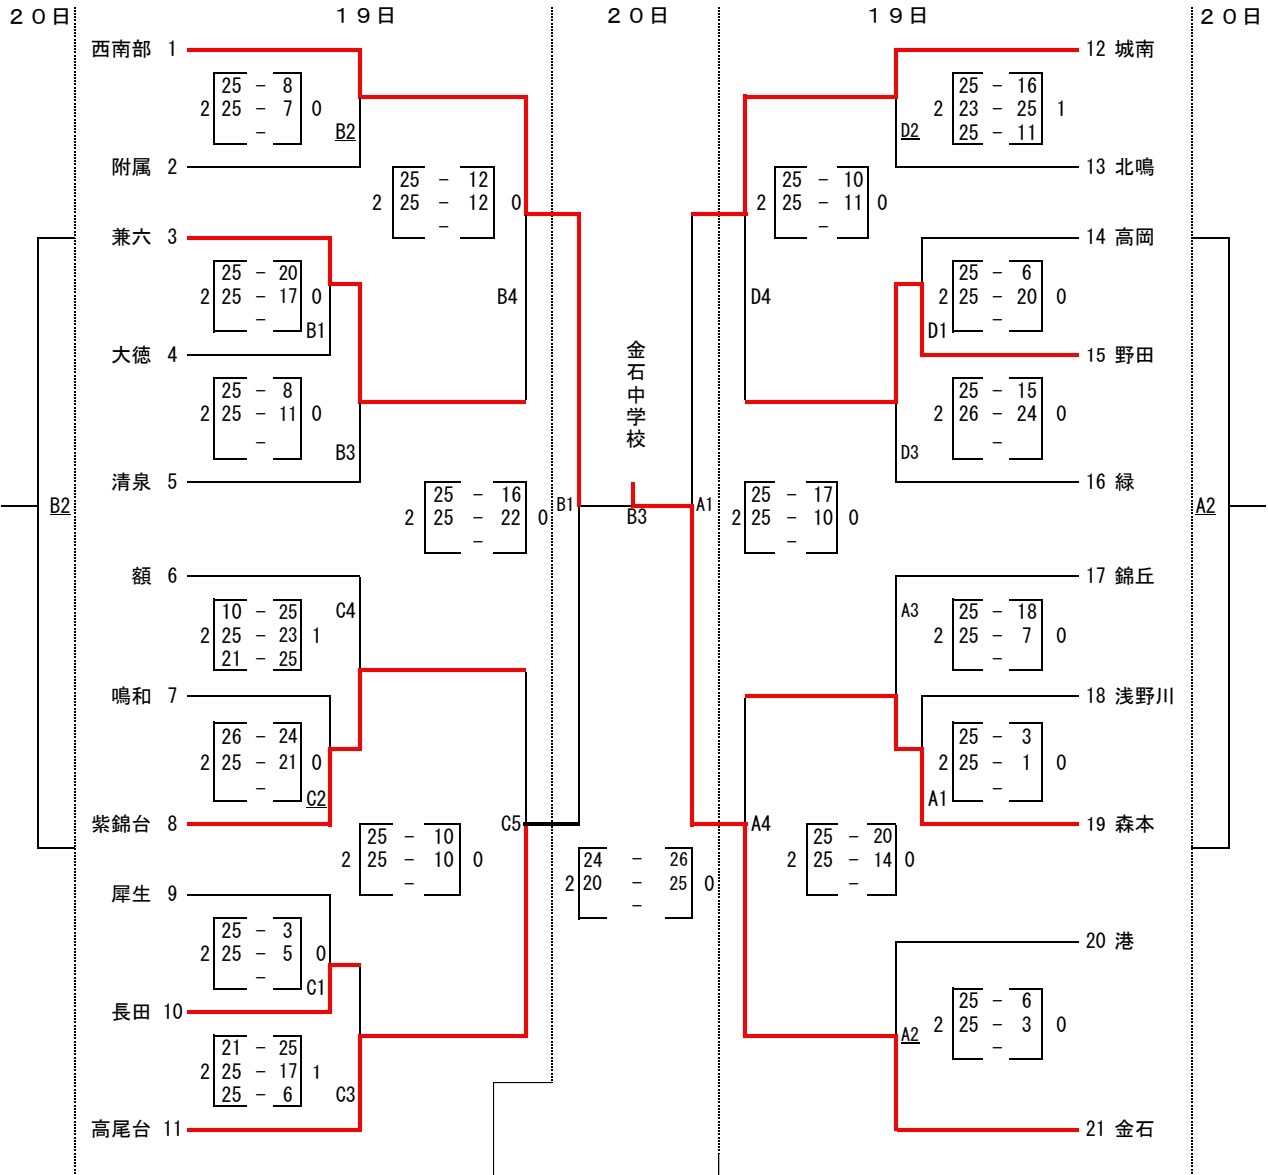 ２０日 １９日 ２０日 １９日 ２０日
西南部 1
25 - 8
2 25 - 7 0
-
B2
附属 2
25 - 12
2 25 - 12 0
-
兼六 3
25 - 20
2 25 - 17 0
-
B1
B4
大徳 4
25 - 8
2 25 - 11 0
-
B3
清泉 5
B2
25 - 16
2 25 - 22 0
-
B1
額 6
10 - 25
2 25 - 23 1
21 - 25
C4
鳴和 7
26 - 24
2 25 - 21 0
-
C2
紫錦台 8
25 - 10
2 25 - 10 0
-
C5
犀生 9
25 - 3
2 25 - 5 0
-
C1
長田 10
21 - 25
2 25 - 17 1
25 - 6
C3
高尾台 11
金石中学校
B3
24 - 26
2 20 - 25 0
-
12 城南
25 - 16
2 23 - 25 1
25 - 11
D2
13 北鳴
25 - 10
2 25 - 11 0
-
14 高岡
25 - 6
2 25 - 20 0
-
D1
D4
15 野田
25 - 15
2 26 - 24 0
-
D3
16 緑
A1
25 - 17
2 25 - 10 0
-
A2
17 錦丘
A3
25 - 18
2 25 - 7 0
-
18 浅野川
25 - 3
2 25 - 1 0
-
A1
19 森本
A4
25 - 20
2 25 - 14 0
-
20 港
25 - 6
2 25 - 3 0
-
A2
21 金石